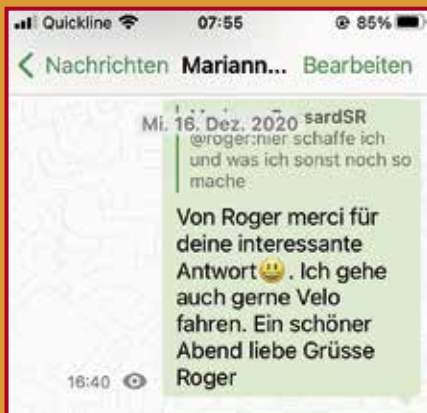 Quickline 07:55 85%
Nachrichten Mariann... Bearbeiten
Mi. 16. Dez. 2020 sardSR
@roger:hier schaffe ich
und was ich sonst noch so
mache
Von Roger merci für
deine interessante
Antwort😃. Ich gehe
auch gerne Velo
fahren. Ein schöner
Abend liebe Grüsse
16:40 Roger